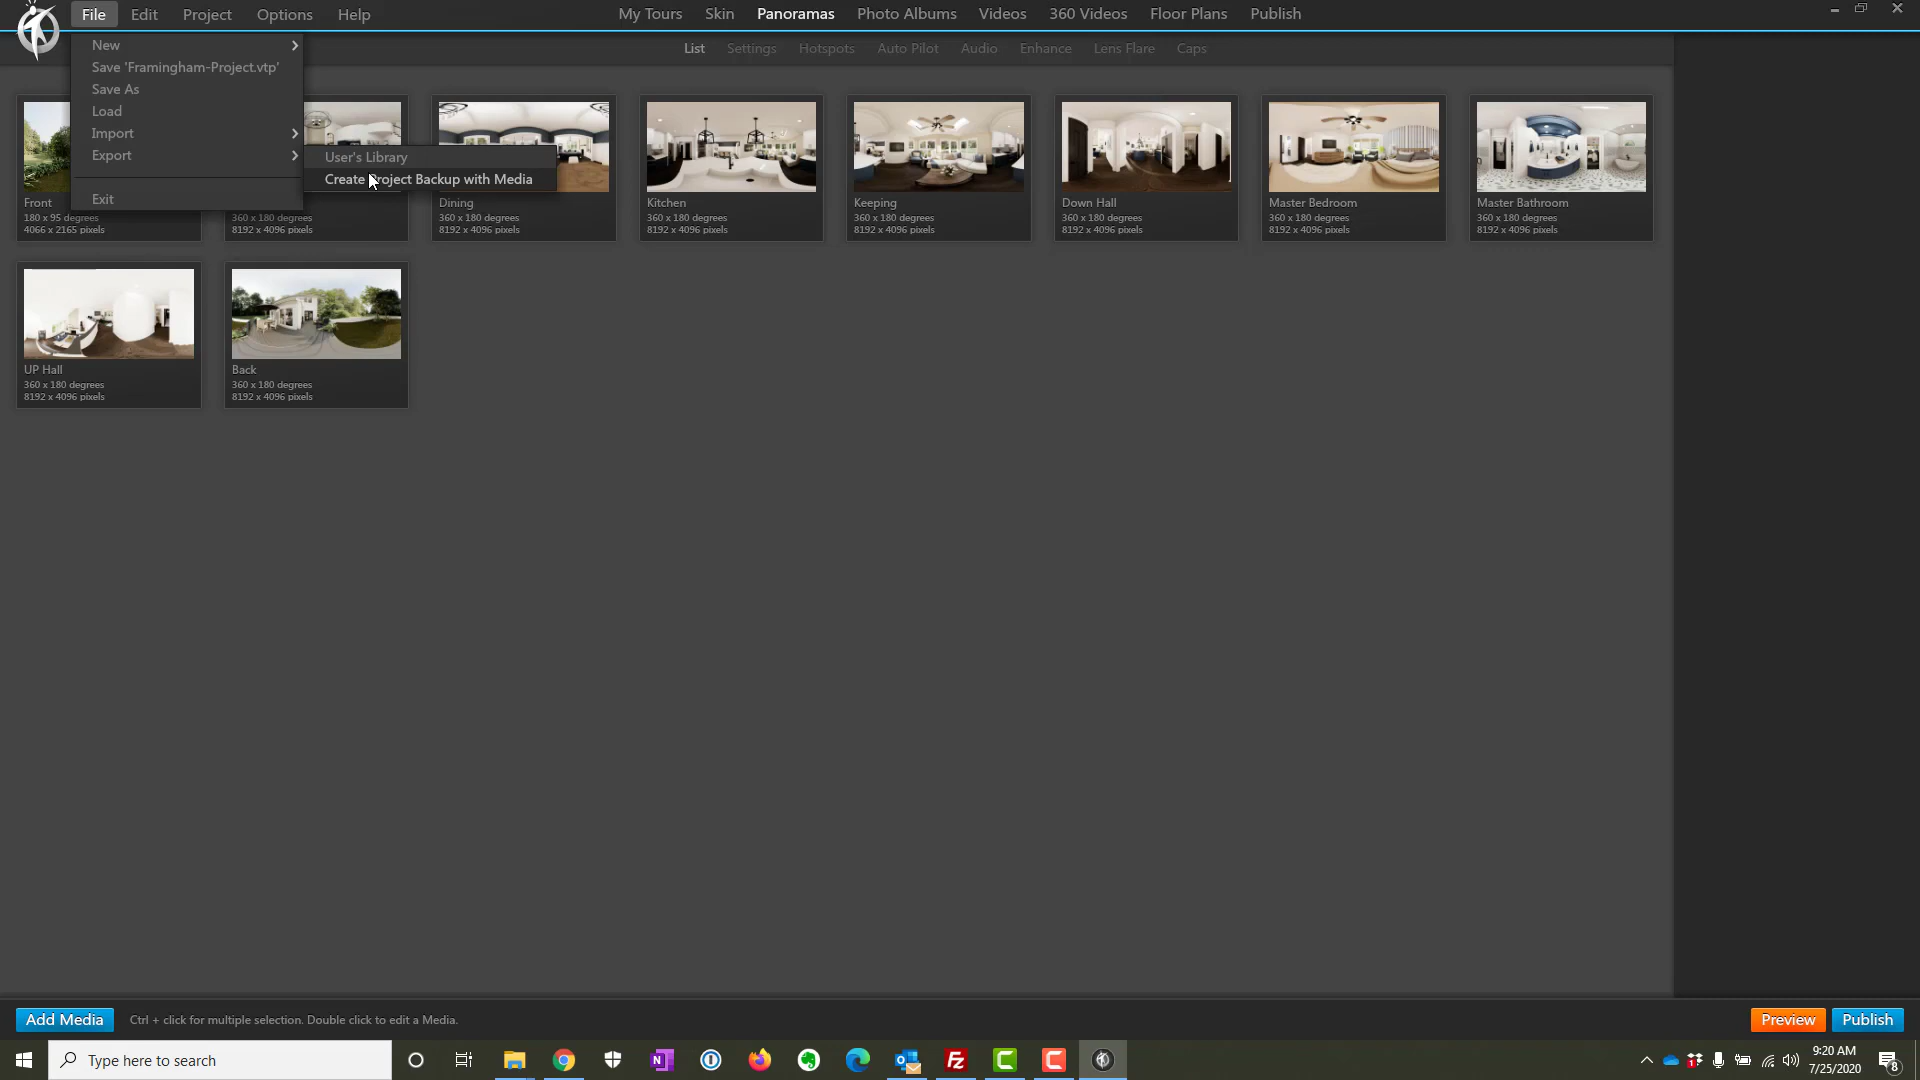 File Edit Project Options Help
My Tours Skin Panoramas Photo Albums Videos 360 Videos Floor Plans Publish
List Settings Hotspots Auto Pilot Audio Enhance Lens Flare Caps
New
Save 'Framingham-Project.vtp'
Save As
Load
Import
Export
Exit
User's Library
Create Project Backup with Media
Front
180 x 95 degrees
4066 x 2165 pixels
360 x 180 degrees
8192 x 4096 pixels
Dining
360 x 180 degrees
8192 x 4096 pixels
Kitchen
360 x 180 degrees
8192 x 4096 pixels
Keeping
360 x 180 degrees
8192 x 4096 pixels
Down Hall
360 x 180 degrees
8192 x 4096 pixels
Master Bedroom
360 x 180 degrees
8192 x 4096 pixels
Master Bathroom
360 x 180 degrees
8192 x 4096 pixels
UP Hall
360 x 180 degrees
8192 x 4096 pixels
Back
360 x 180 degrees
8192 x 4096 pixels
Add Media
Ctrl + click for multiple selection. Double click to edit a Media.
Preview
Publish
Type here to search
9:20 AM
7/25/2020
8